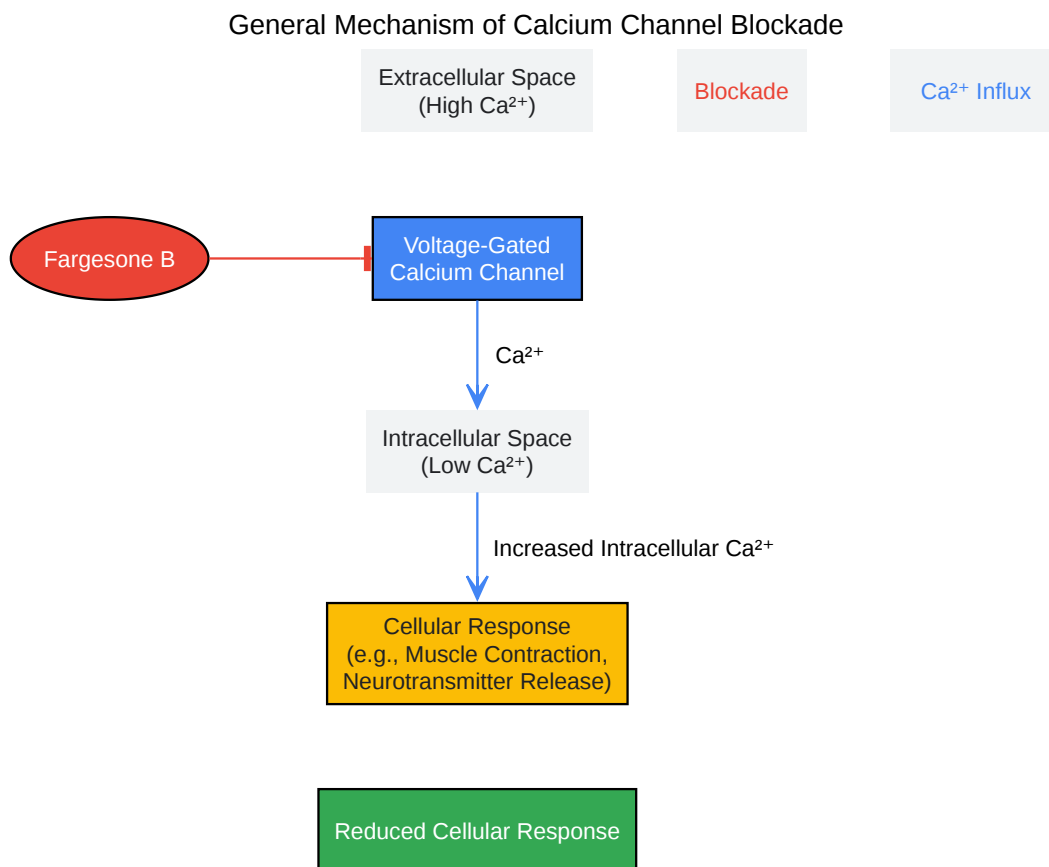 General Mechanism of Calcium Channel Blockade
Extracellular Space
(High Ca²⁺)
Blockade
Ca²⁺ Influx
Fargesone B
Voltage-Gated
Calcium Channel
Ca²⁺
Intracellular Space
(Low Ca²⁺)
Increased Intracellular Ca²⁺
Cellular Response
(e.g., Muscle Contraction,
Neurotransmitter Release)
Reduced Cellular Response